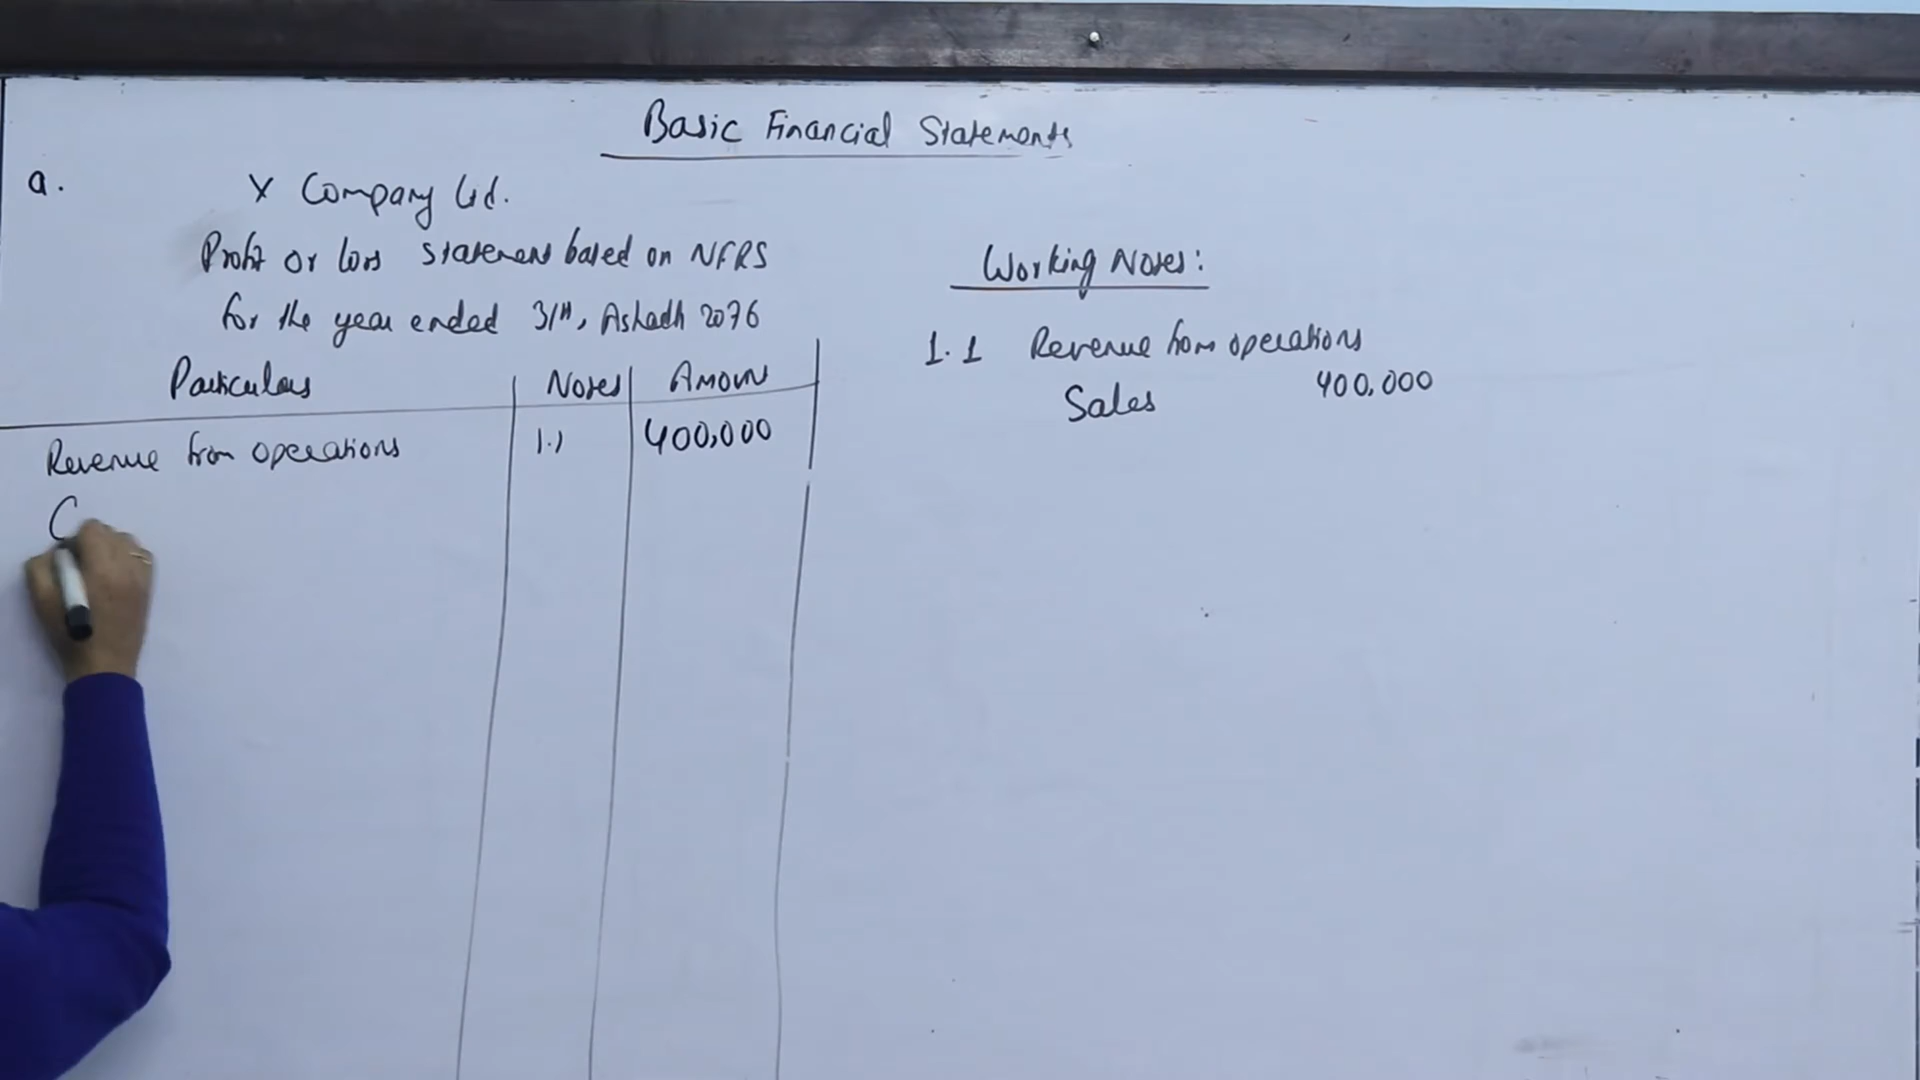 Basic Financial Statements
a.
X Company Ltd.
Profit or loss statement based on NFRS
for the year ended 31st, Ashadh 2076
Particulars Notes Amount
Revenue from operations 1.1 400,000
C
Working Notes:
1.1 Revenue from operations
Sales 400,000